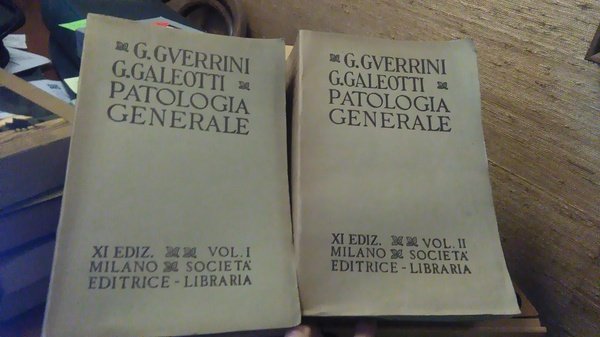 G. GVERRINI
G. GALEOTTI
PATOLOGIA
GENERALE
XI EDIZ. VOL. I
MILANO SOCIETÀ
EDITRICE - LIBRARIA
G. GVERRINI
G. GALEOTTI
PATOLOGIA
GENERALE
XI EDIZ. VOL. II
MILANO SOCIETÀ
EDITRICE - LIBRARIA